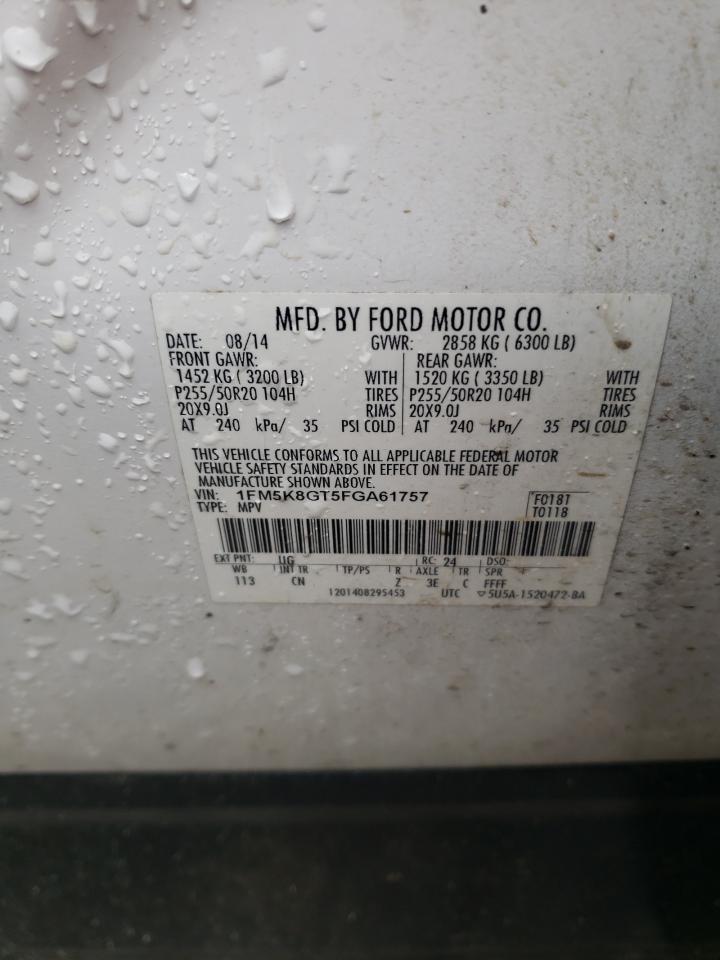 MFD. BY FORD MOTOR CO.
DATE: 08/14 GVWR: 2858 KG ( 6300 LB)
FRONT GAWR: REAR GAWR:
1452 KG ( 3200 LB) WITH 1520 KG ( 3350 LB) WITH
P255/50R20 104H TIRES P255/50R20 104H TIRES
20X9.0J RIMS 20X9.0J RIMS
AT 240 kPa/ 35 PSI COLD AT 240 kPa/ 35 PSI COLD
THIS VEHICLE CONFORMS TO ALL APPLICABLE FEDERAL MOTOR
VEHICLE SAFETY STANDARDS IN EFFECT ON THE DATE OF
MANUFACTURE SHOWN ABOVE.
VIN: 1FM5K8GT5FGA61757 F0181
TYPE: MPV T0118
EXT PNT: UG RC: 24 DSO:
WB INT TR TP/PS R AXLE TR SPR
113 CN Z 3E C FFFF
1201408295453 UTC ▽5U5A-1520472-BA